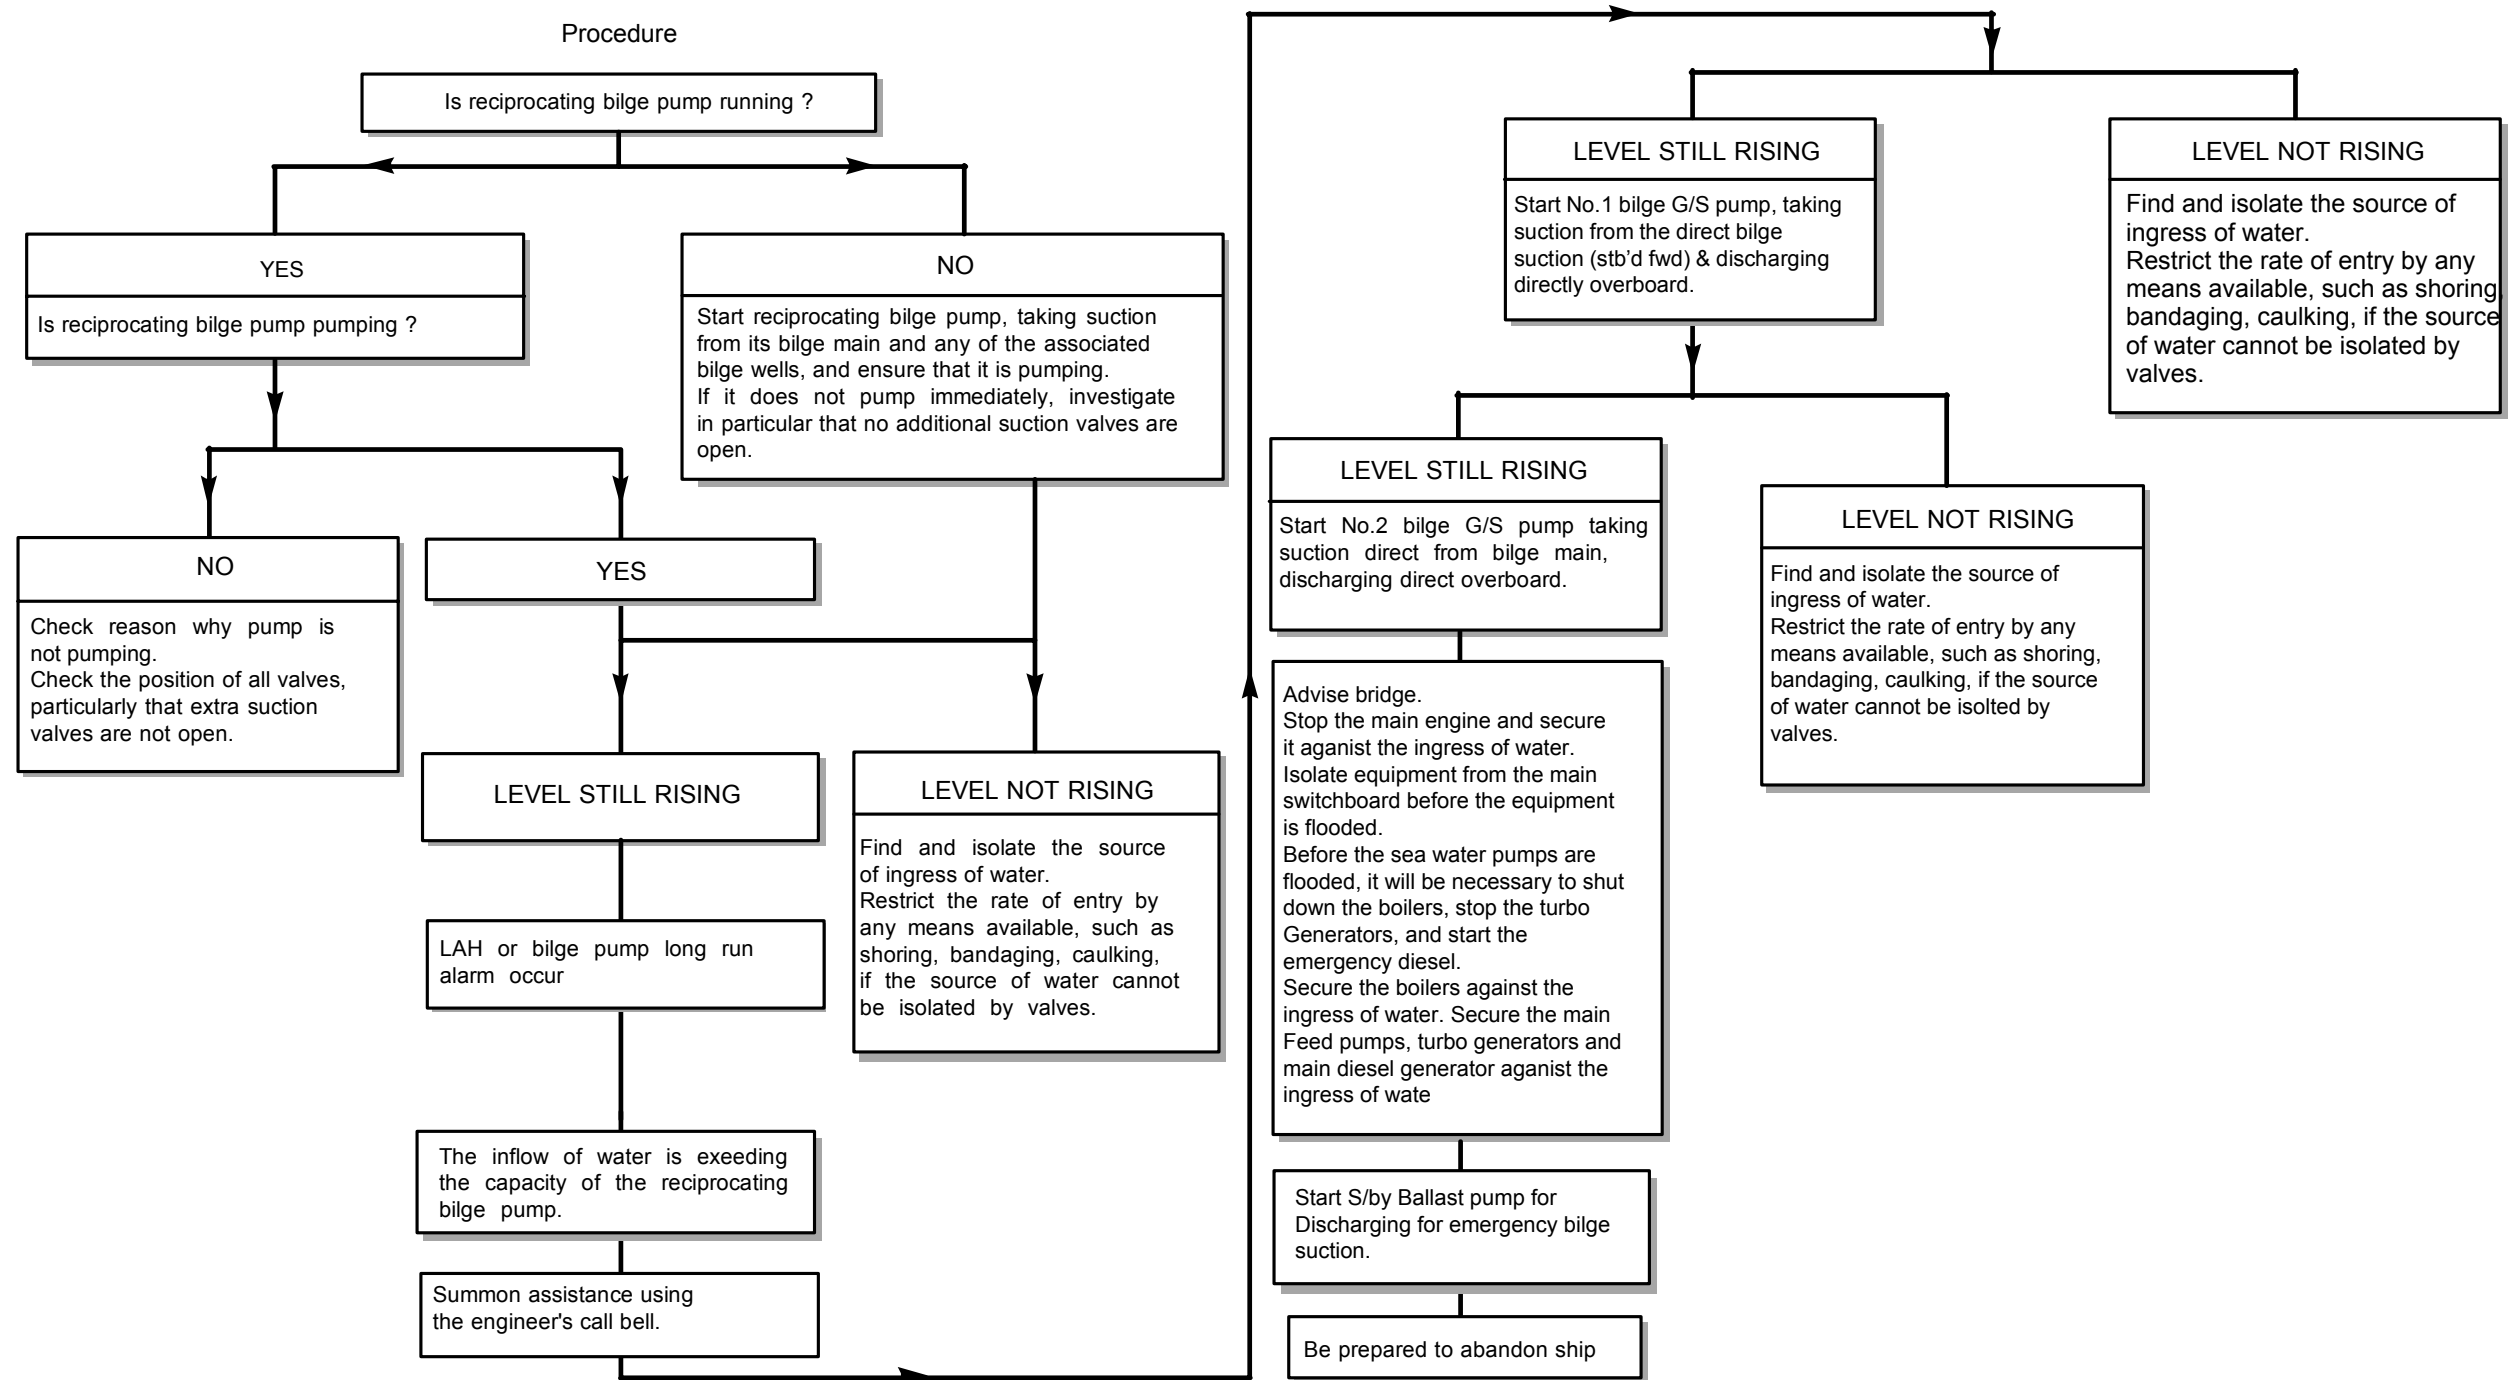 Procedure
Is reciprocating bilge pump running ?
YES
Is reciprocating bilge pump pumping ?
NO
Start reciprocating bilge pump, taking suction
from its bilge main and any of the associated
bilge wells, and ensure that it is pumping.
If it does not pump immediately, investigate
in particular that no additional suction valves are
open.
NO
Check reason why pump is
not pumping.
Check the position of all valves,
particularly that extra suction
valves are not open.
YES
LEVEL STILL RISING
LEVEL NOT RISING
Find and isolate the source
of ingress of water.
Restrict the rate of entry by
any means available, such as
shoring, bandaging, caulking,
if the source of water cannot
be isolated by valves.
LAH or bilge pump long run
alarm occur
The inflow of water is exeeding
the capacity of the reciprocating
bilge pump.
Summon assistance using
the engineer's call bell.
LEVEL STILL RISING
Start No.1 bilge G/S pump, taking
suction from the direct bilge
suction (stb’d fwd) & discharging
directly overboard.
LEVEL NOT RISING
Find and isolate the source of
ingress of water.
Restrict the rate of entry by any
means available, such as shoring,
bandaging, caulking, if the source
of water cannot be isolated by
valves.
LEVEL STILL RISING
Start No.2 bilge G/S pump taking
suction direct from bilge main,
discharging direct overboard.
LEVEL NOT RISING
Find and isolate the source of
ingress of water.
Restrict the rate of entry by any
means available, such as shoring,
bandaging, caulking, if the source
of water cannot be isolted by
valves.
Advise bridge.
Stop the main engine and secure
it aganist the ingress of water.
Isolate equipment from the main
switchboard before the equipment
is flooded.
Before the sea water pumps are
flooded, it will be necessary to shut
down the boilers, stop the turbo
Generators, and start the
emergency diesel.
Secure the boilers against the
ingress of water. Secure the main
Feed pumps, turbo generators and
main diesel generator aganist the
ingress of wate
Start S/by Ballast pump for
Discharging for emergency bilge
suction.
Be prepared to abandon ship